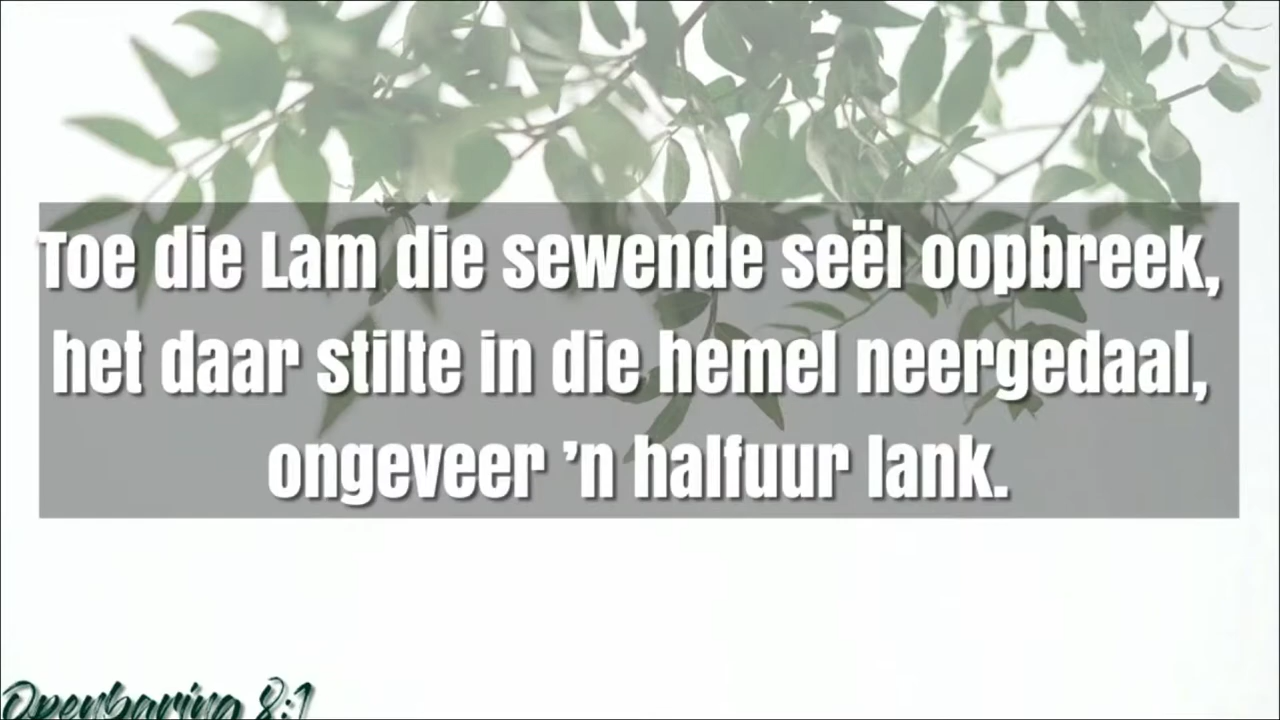 Toe die Lam die sewende seël oopbreek,
het daar stilte in die hemel neergedaal,
ongeveer ’n halfuur lank.
Openbaring 8:1